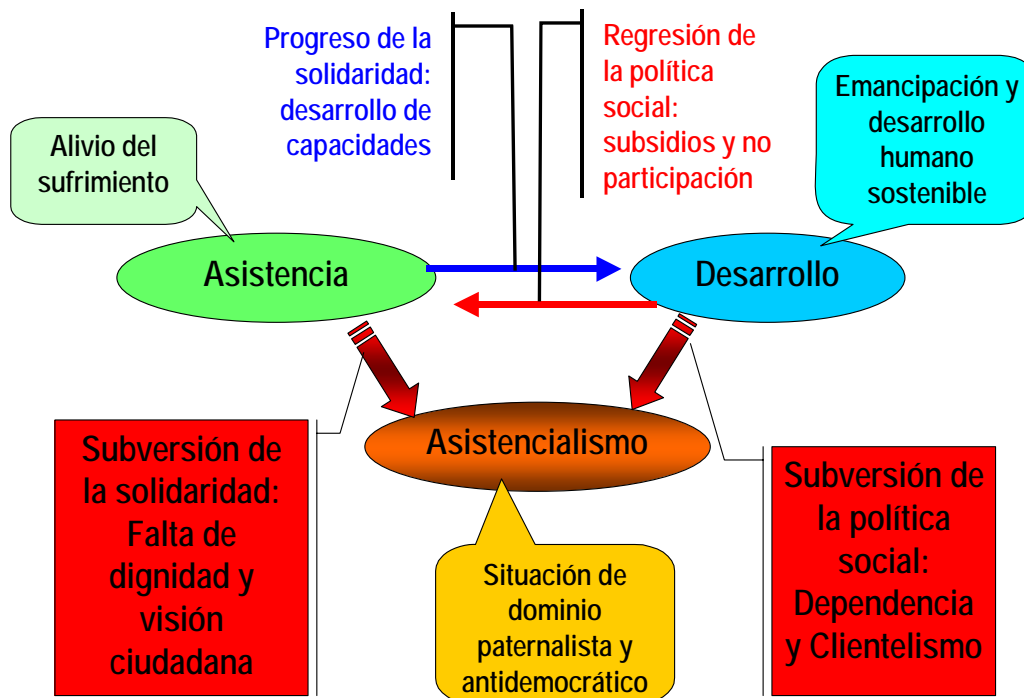 Progreso de la
solidaridad:
desarrollo de
capacidades
Regresión de
la política
social:
subsidios y no
participación
Emancipación y
desarrollo
humano
sostenible
Alivio del
sufrimiento
Asistencia
Desarrollo
Asistencialismo
Subversión de
la solidaridad:
Falta de
dignidad y
visión
ciudadana
Situación de
dominio
paternalista y
antidemocrático
Subversión de
la política
social:
Dependencia
y Clientelismo